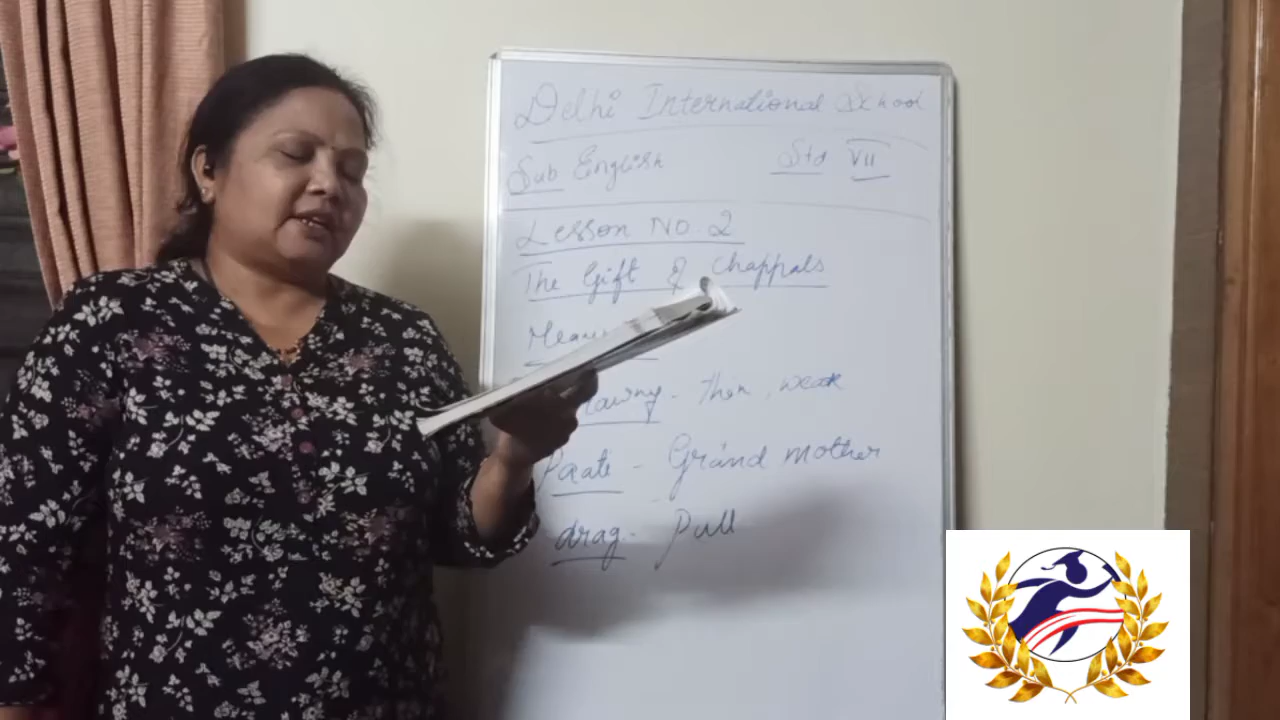 Delhi International School
Sub English Std VII
Lesson No. 2
The Gift of Chappals
- Thin, weak
Paati - Grand mother
drag - Pull